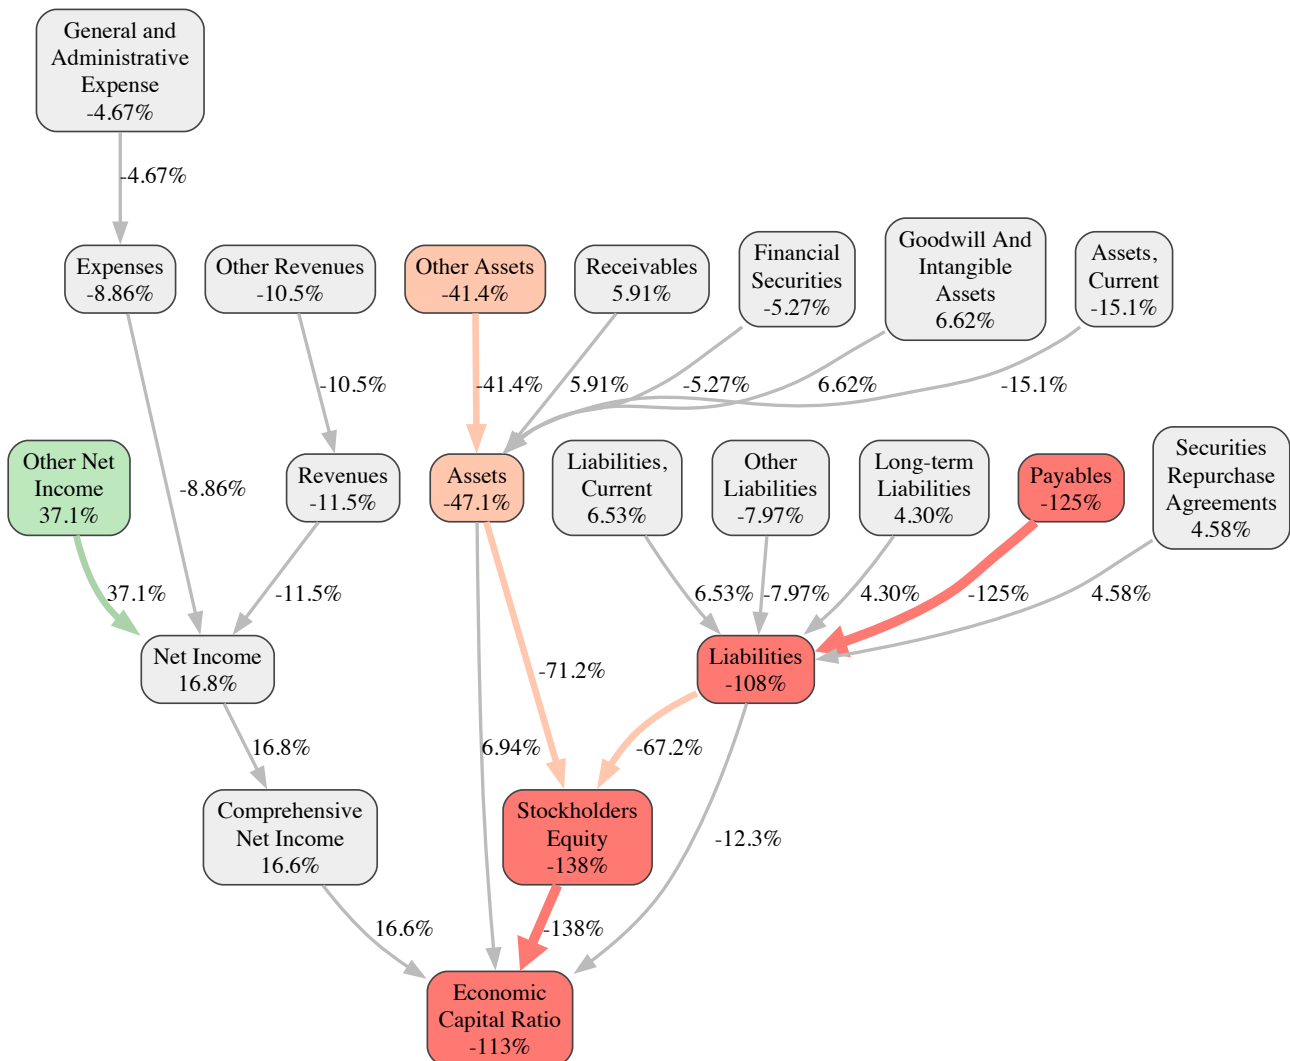 General and
Administrative
Expense
-4.67%
-4.67%
Expenses
-8.86%
Other Revenues
-10.5%
Other Assets
-41.4%
Receivables
5.91%
Financial
Securities
-5.27%
Goodwill And
Intangible
Assets
6.62%
Assets,
Current
-15.1%
-10.5%
-41.4%
5.91%
-5.27%
6.62%
-15.1%
Other Net
Income
37.1%
-8.86%
Revenues
-11.5%
Assets
-47.1%
Liabilities,
Current
6.53%
Other
Liabilities
-7.97%
Long-term
Liabilities
4.30%
Payables
-125%
Securities
Repurchase
Agreements
4.58%
37.1%
-11.5%
6.53%
-7.97%
4.30%
-125%
4.58%
Net Income
16.8%
-71.2%
Liabilities
-108%
16.8%
6.94%
-67.2%
Comprehensive
Net Income
16.6%
Stockholders
Equity
-138%
-12.3%
16.6%
-138%
Economic
Capital Ratio
-113%